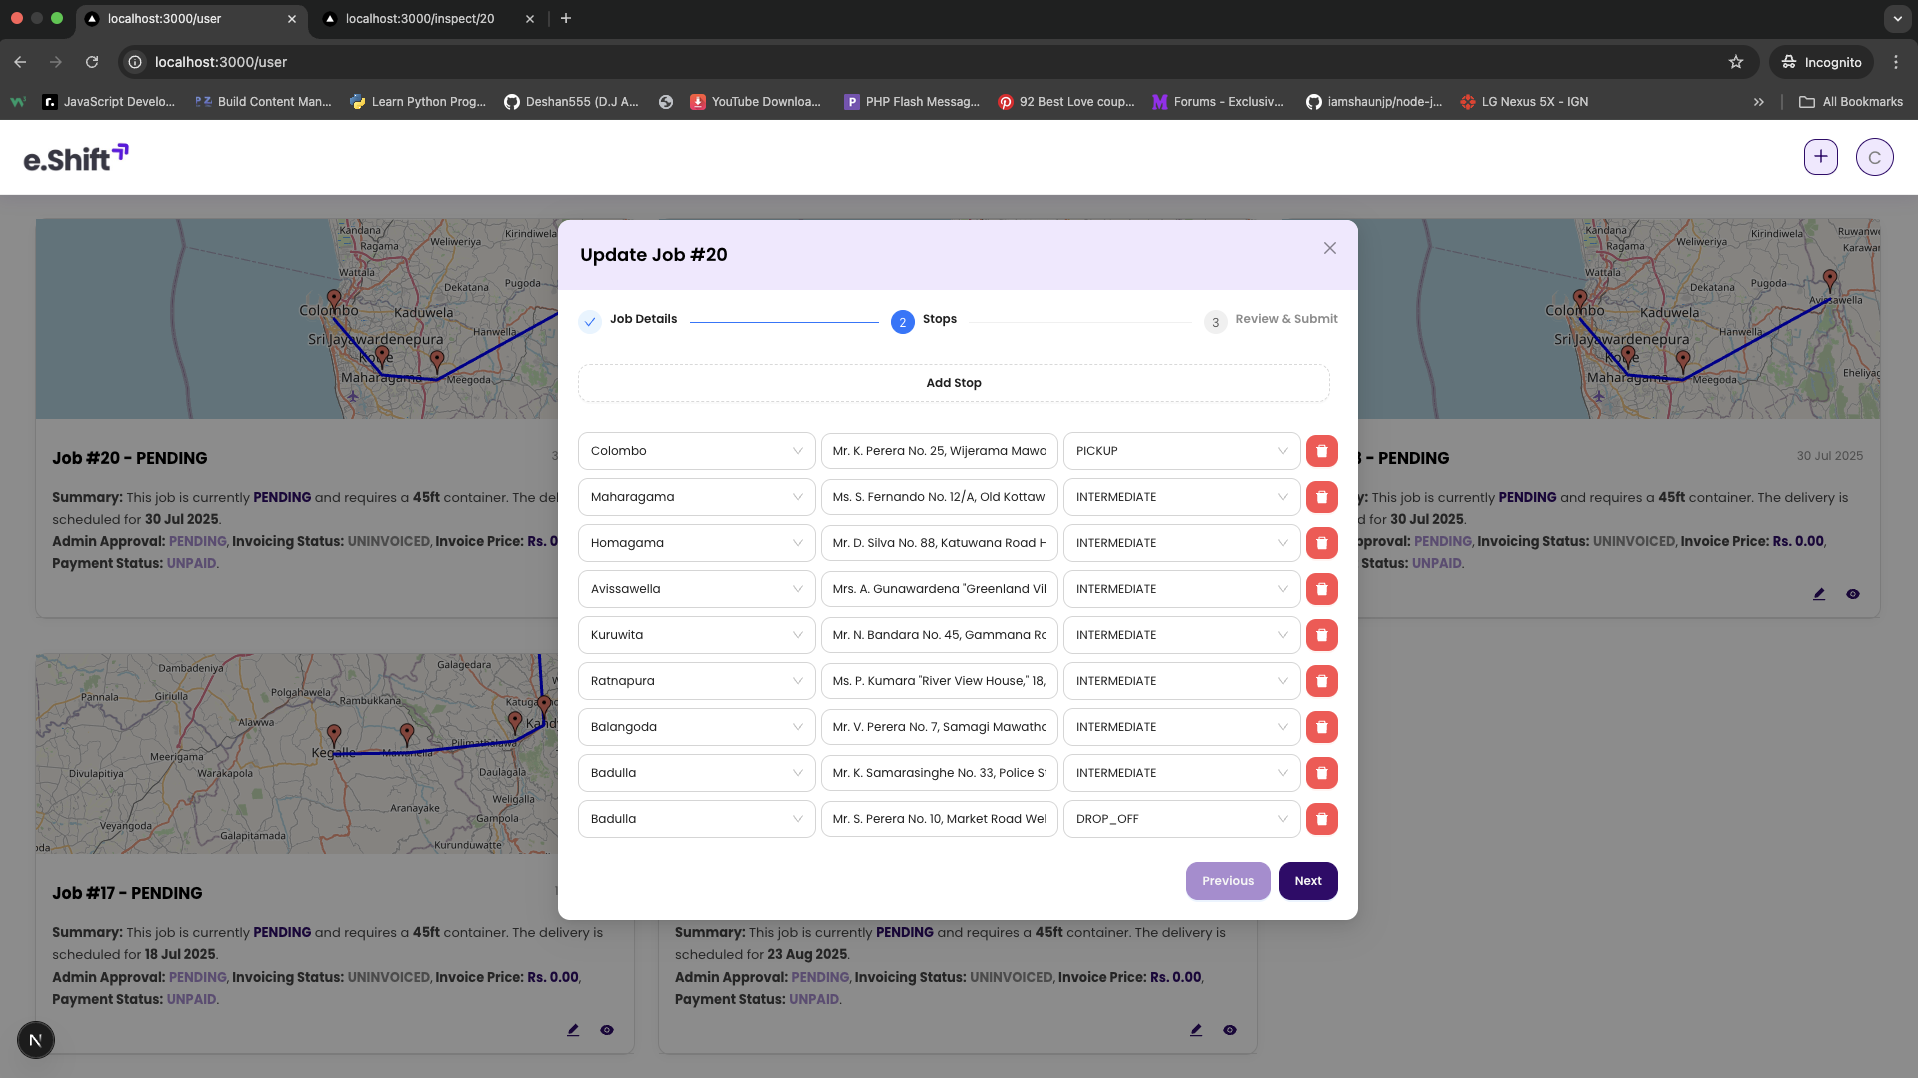 localhost:3000/user
localhost:3000/inspect/20
localhost:3000/user
Incognito
JavaScript Develo...
Build Content Man...
Learn Python Prog...
Deshan555 (D.J A...
YouTube Downloa...
PHP Flash Messag...
92 Best Love coup...
Forums - Exclusiv...
iamshaunjp/node-j...
LG Nexus 5X - IGN
All Bookmarks
e.Shift
C
Kandana
Ragama
Weliweriya
Kirindiwela
Wattala
Dekatana
Pugoda
Colombo
Kaduwela
Hanwella
Sri Jayawardenepura
Kotte
Maharagama
Meegoda
Job #20 - PENDING
Summary: This job is currently PENDING and requires a 45ft container. The del
scheduled for 30 Jul 2025.
Admin Approval: PENDING, Invoicing Status: UNINVOICED, Invoice Price: Rs. 0
Payment Status: UNPAID.
Update Job #20
Job Details
2
Stops
3
Review & Submit
Add Stop
Colombo
Mr. K. Perera No. 25, Wijerama Mawa
PICKUP
Maharagama
Ms. S. Fernando No. 12/A, Old Kottaw
INTERMEDIATE
Homagama
Mr. D. Silva No. 88, Katuwana Road H
INTERMEDIATE
Avissawella
Mrs. A. Gunawardena "Greenland Vil
INTERMEDIATE
Kuruwita
Mr. N. Bandara No. 45, Gammana Ro
INTERMEDIATE
Ratnapura
Ms. P. Kumara "River View House," 18,
INTERMEDIATE
Balangoda
Mr. V. Perera No. 7, Samagi Mawatha
INTERMEDIATE
Badulla
Mr. K. Samarasinghe No. 33, Police S
INTERMEDIATE
Badulla
Mr. S. Perera No. 10, Market Road Wel
DROP_OFF
Previous
Next
Kandana
Ragama
Weliweriya
Kirindiwela
Ruwanw
Karawan
Wattala
Dekatana
Pugoda
Avissawella
Colombo
Kaduwela
Hanwella
Sri Jayawardenepura
Kotte
Maharagama
Meegoda
Eheliyag
- PENDING
30 Jul 2025
y: This job is currently PENDING and requires a 45ft container. The delivery is
d for 30 Jul 2025.
pproval: PENDING, Invoicing Status: UNINVOICED, Invoice Price: Rs. 0.00,
Status: UNPAID.
Dambadeniya
Galagedara
Pannala
Giriulla
Polgahawela
Rambukkana
Alawwa
Meerigama
Kegalle
Mawanella
Pilimathalawa
Divulapitiya
Warakapola
Daulagala
Aranayake
Weligalla
Gampola
Veyangoda
Galapitamada
Kurunduwatte
Job #17 - PENDING
Summary: This job is currently PENDING and requires a 45ft container. The delivery is
scheduled for 18 Jul 2025.
Admin Approval: PENDING, Invoicing Status: UNINVOICED, Invoice Price: Rs. 0.00,
Payment Status: UNPAID.
Summary: This job is currently PENDING and requires a 45ft container. The delivery is
scheduled for 23 Aug 2025.
Admin Approval: PENDING, Invoicing Status: UNINVOICED, Invoice Price: Rs. 0.00,
Payment Status: UNPAID.
N